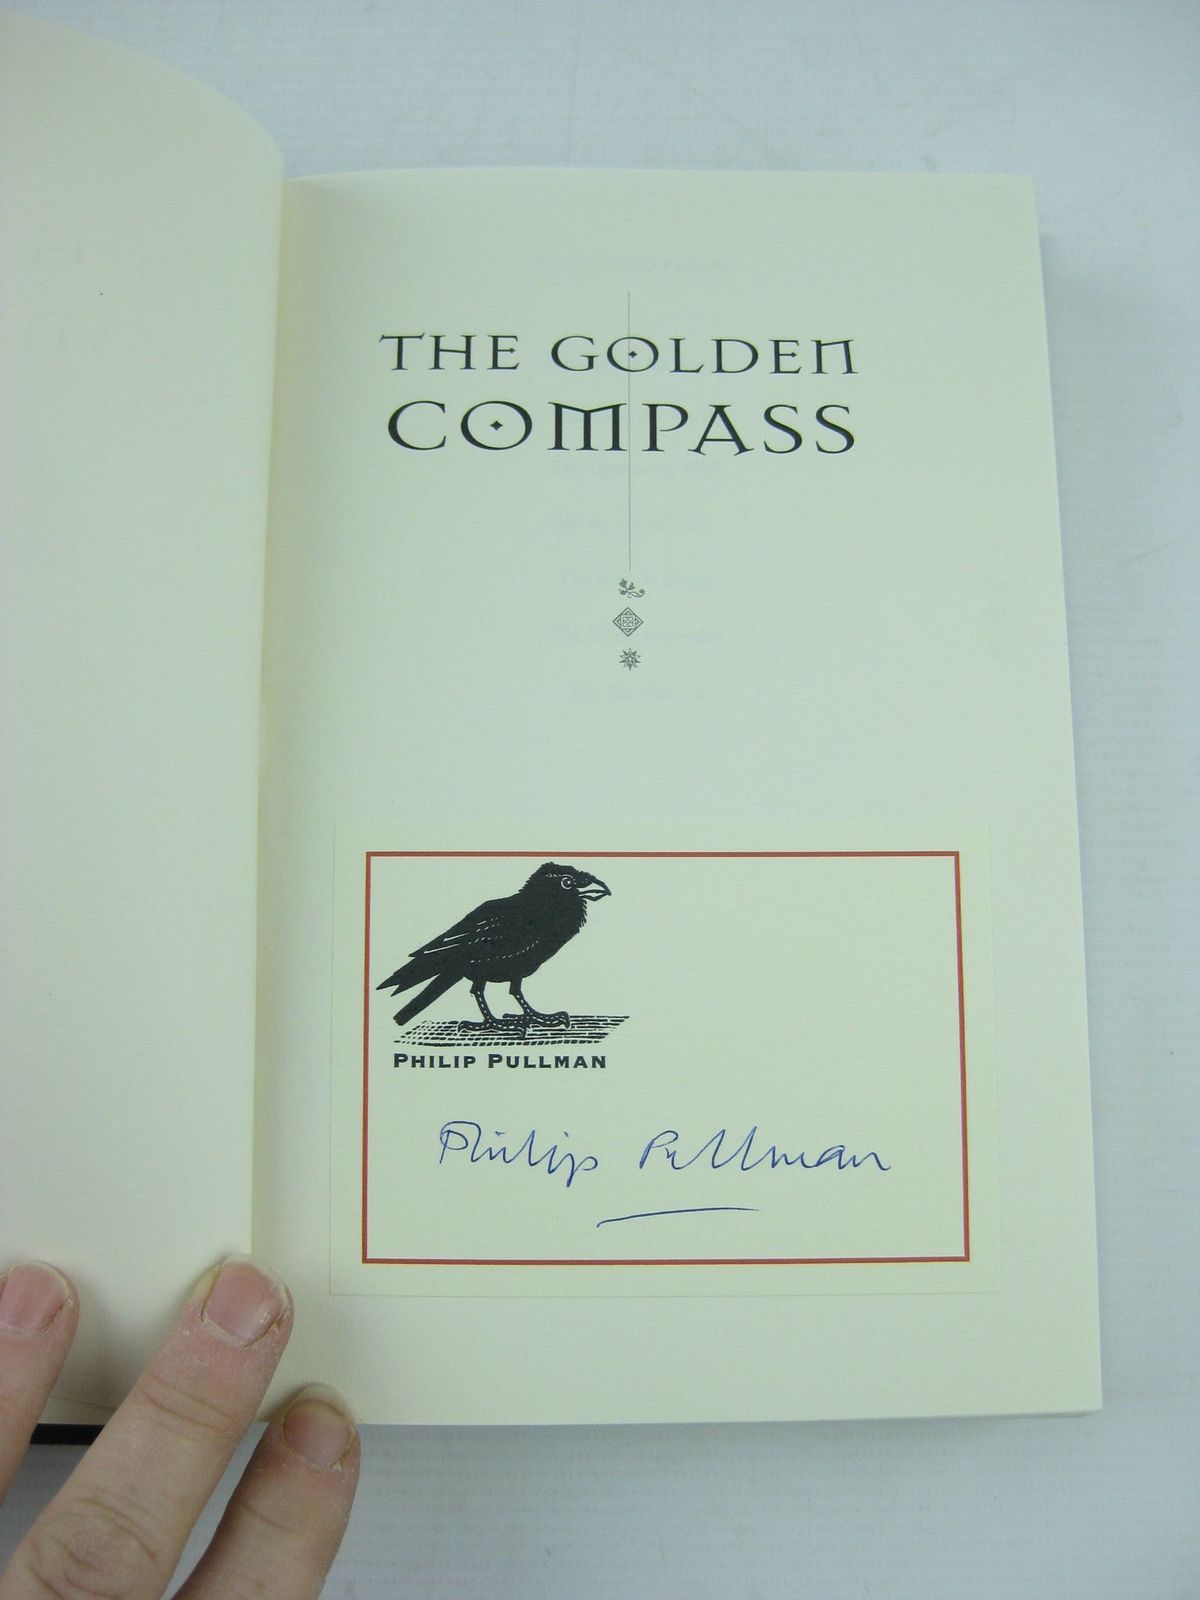 THE GOLDEN
COMPASS
PHILIP PULLMAN
Philip Pullman